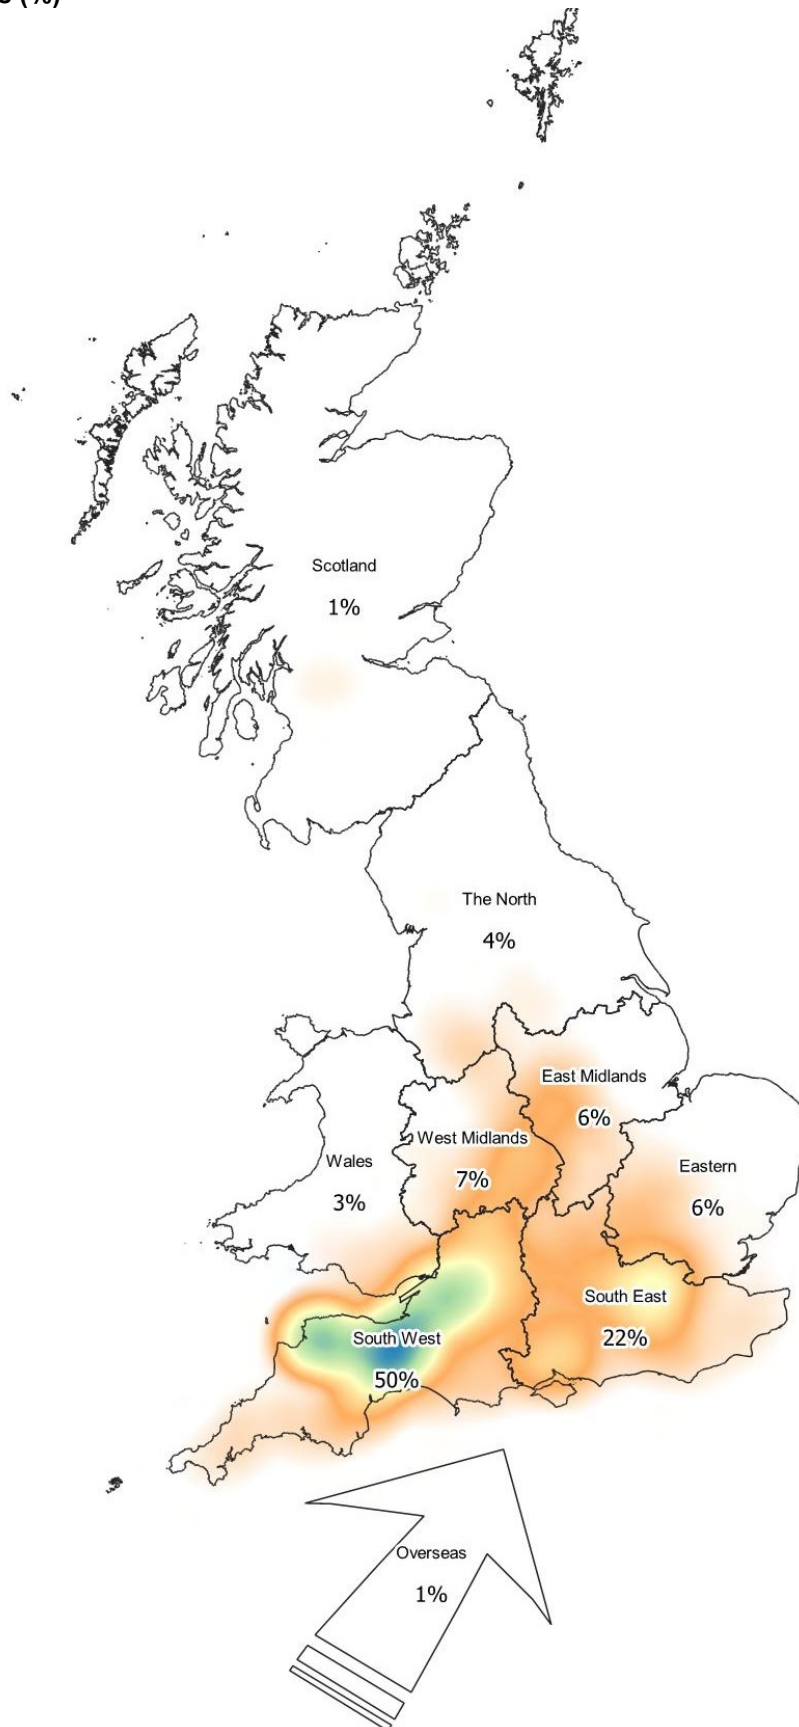 (%)
Scotland
1%
The North
4%
East Midlands
6%
West Midlands
7%
Wales
3%
Eastern
6%
South East
22%
South West
50%
Overseas
1%